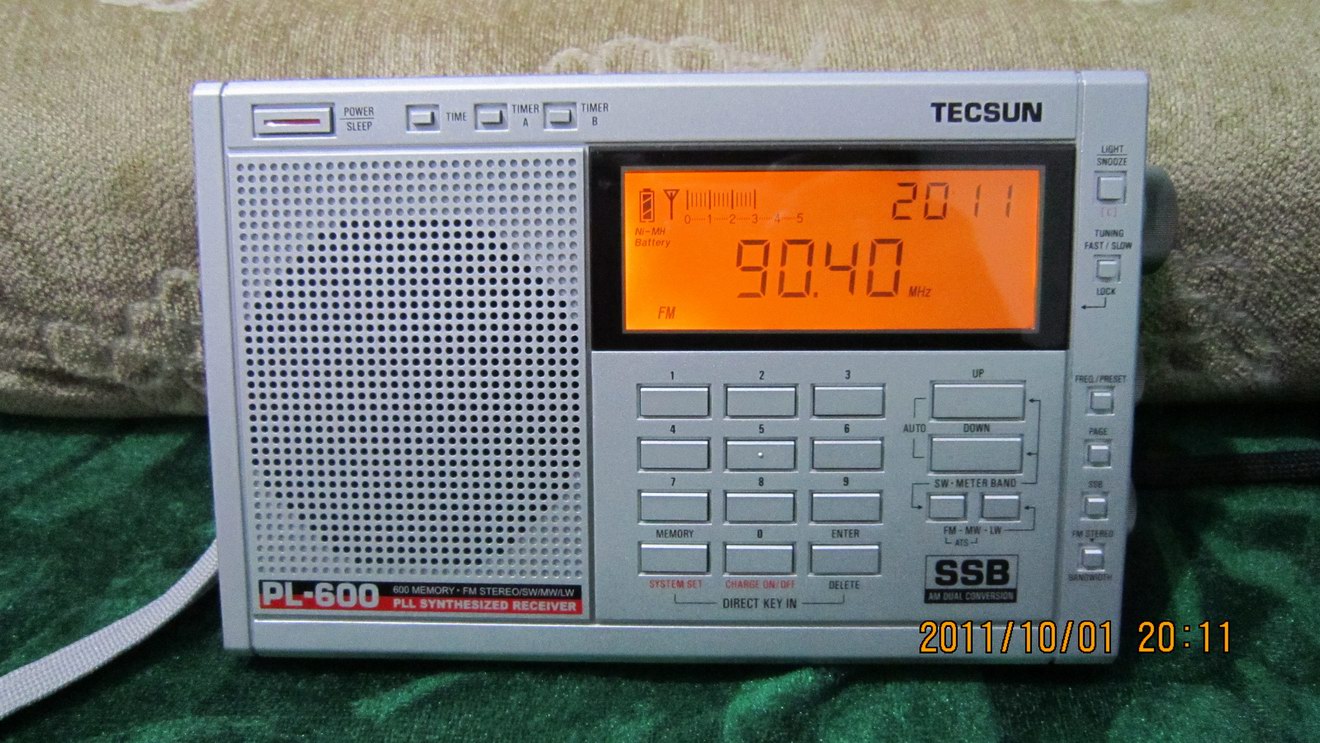 POWER
SLEEP
TIME
TIMER
A
TIMER
B
TECSUN
LIGHT
SNOOZE
2011
0-1-2-3-4-5
Ni-MH
Battery
90.40 MHz
FM
TUNING
FAST / SLOW
LOCK
1 2 3
UP
FREQ./PRESET
4 5 6
AUTO
DOWN
PAGE
7 8 9
SW-METER BAND
SSB
MEMORY 0 ENTER
FM - MW - LW
ATS
FM STEREO
BANDWIDTH
SYSTEM SET CHARGE ON/OFF DELETE
DIRECT KEY IN
SSB
AM DUAL CONVERSION
PL-600
600 MEMORY · FM STEREO/SW/MW/LW
PLL SYNTHESIZED RECEIVER
2011/10/01 20:11